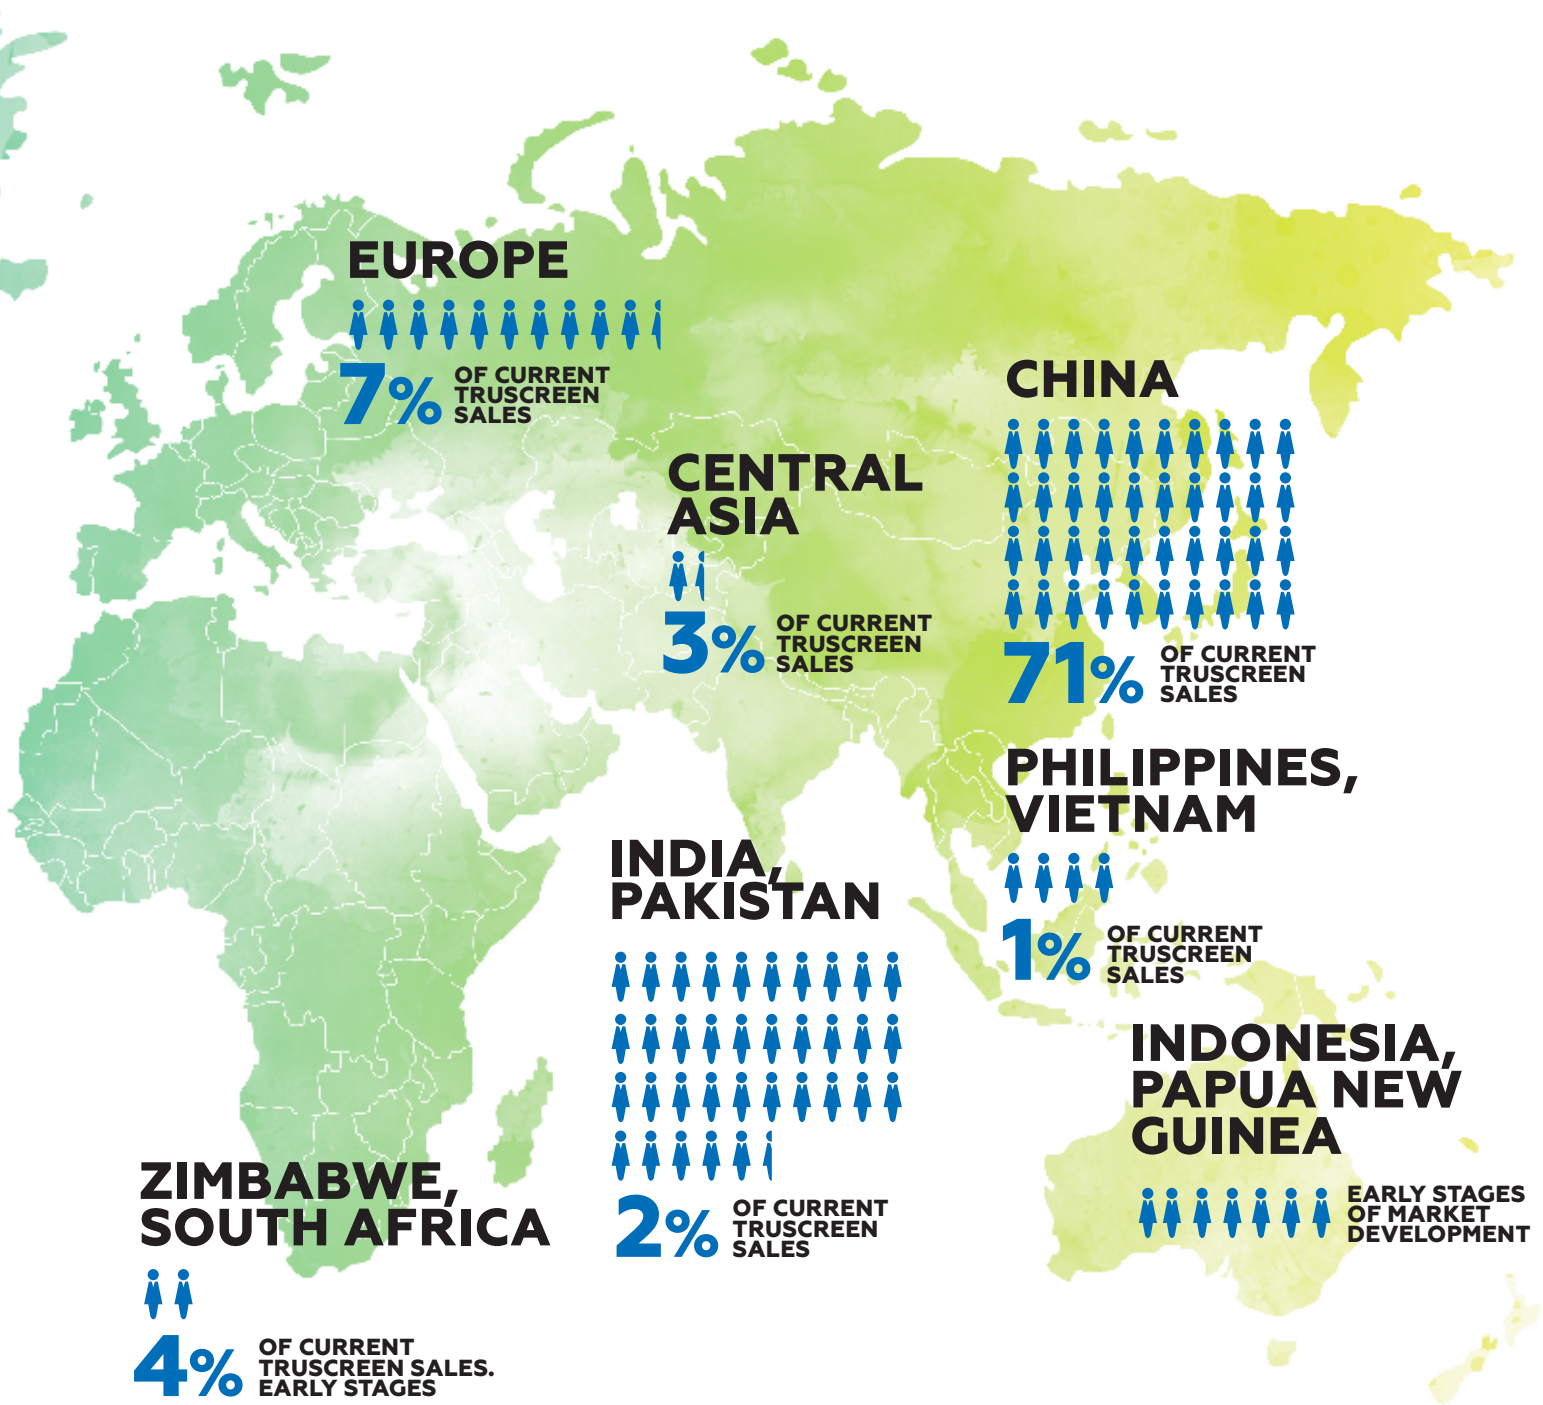 EUROPE
7%
OF CURRENT
TRUSCREEN
SALES
CHINA
71%
OF CURRENT
TRUSCREEN
SALES
CENTRAL
ASIA
3%
OF CURRENT
TRUSCREEN
SALES
PHILIPPINES,
VIETNAM
1%
OF CURRENT
TRUSCREEN
SALES
INDIA,
PAKISTAN
2%
OF CURRENT
TRUSCREEN
SALES
INDONESIA,
PAPUA NEW
GUINEA
EARLY STAGES
OF MARKET
DEVELOPMENT
ZIMBABWE,
SOUTH AFRICA
4%
OF CURRENT
TRUSCREEN SALES.
EARLY STAGES